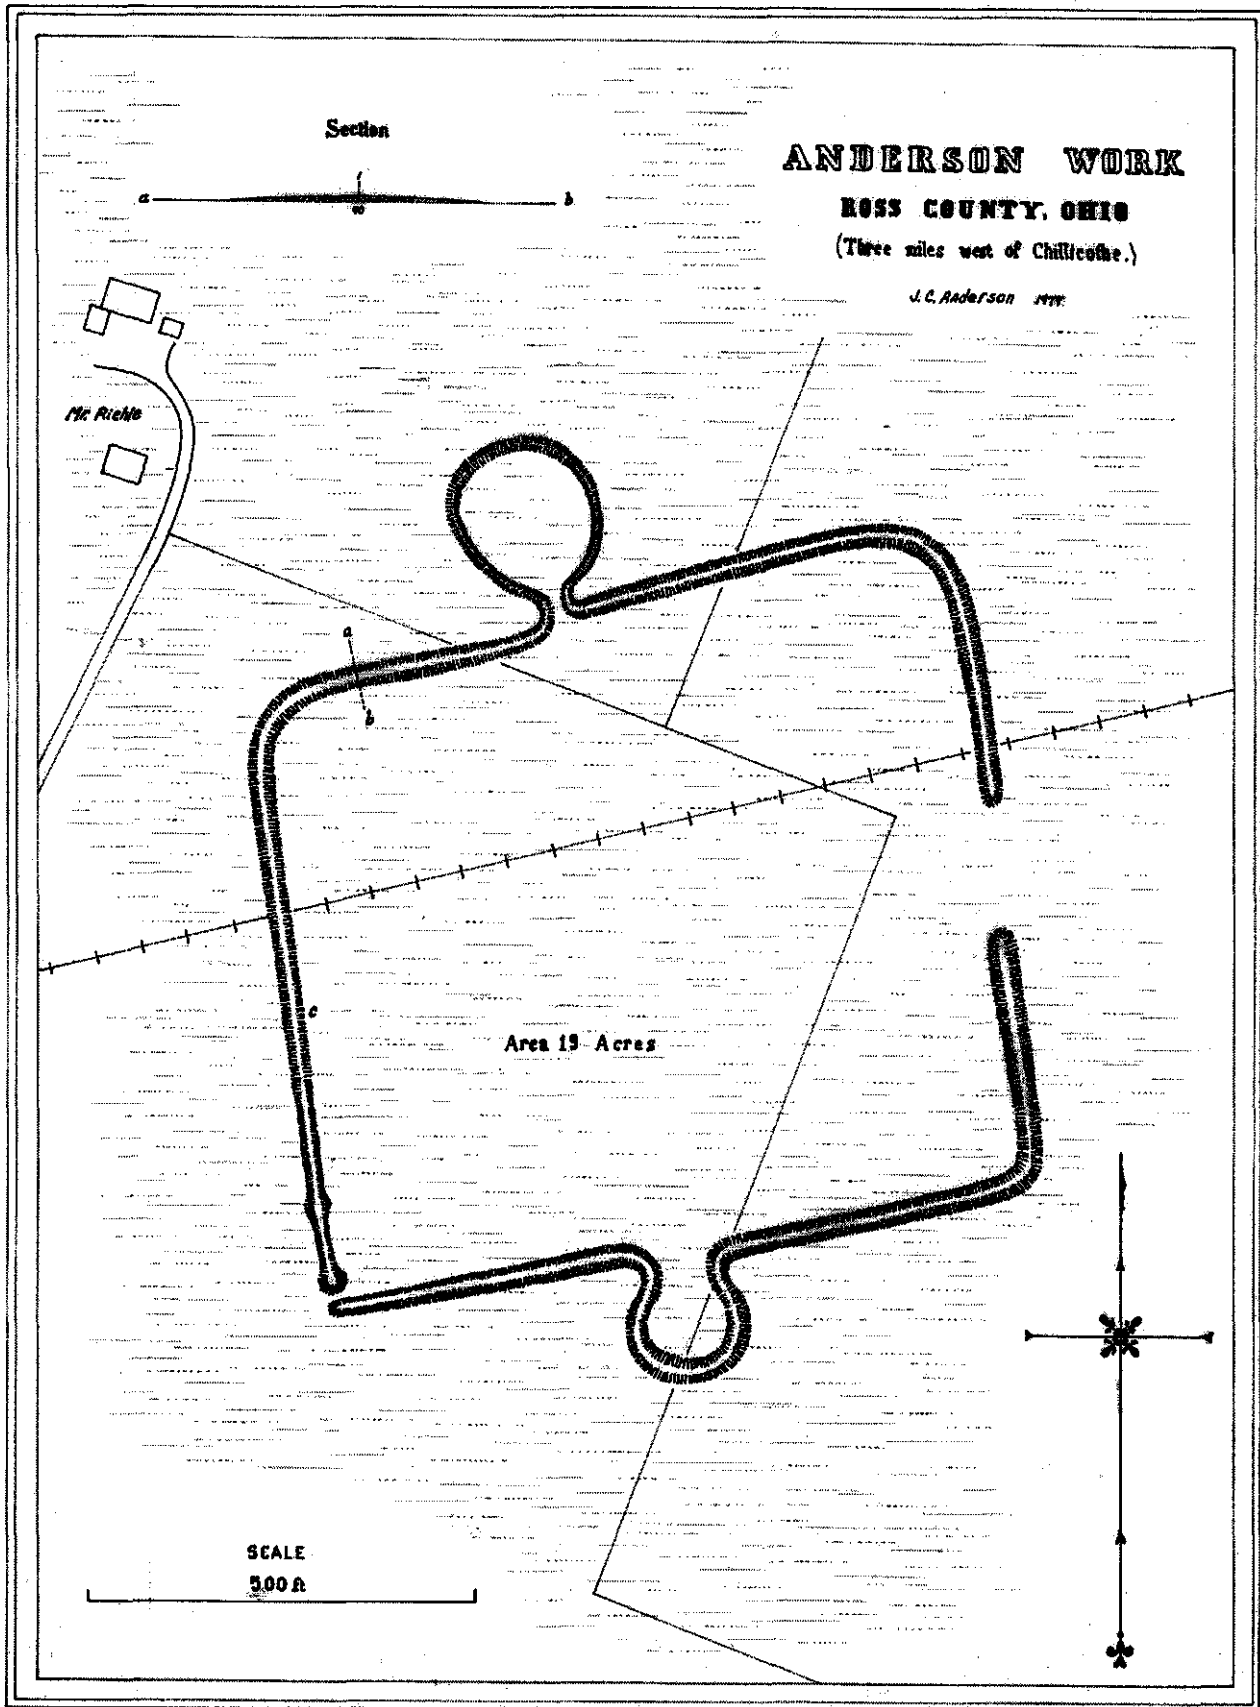 Section
a
b
ANDERSON WORK
ROSS COUNTY, OHIO
(Three miles west of Chillicothe.)
J.C. Anderson
Mr. Riehle
a
b
c
Area 19 Acres
SCALE
500 ft